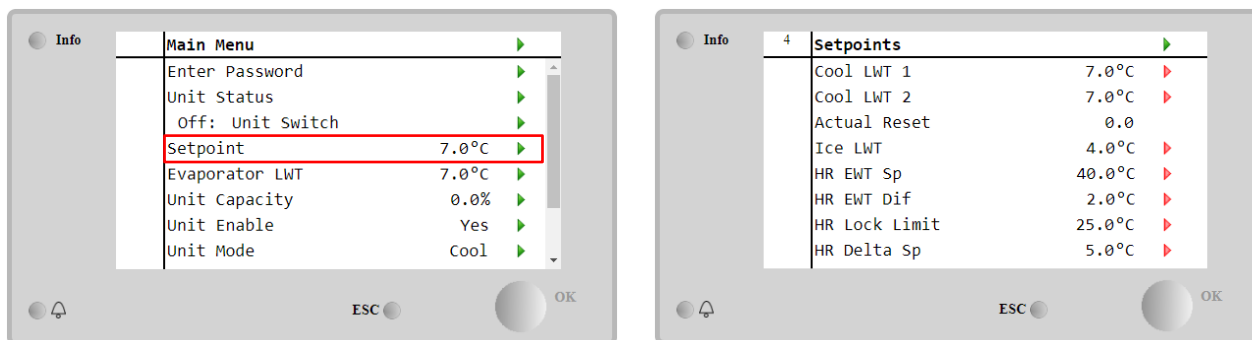 Info
Main Menu
Enter Password
Unit Status
Off: Unit Switch
Setpoint 7.0°C
Evaporator LWT 7.0°C
Unit Capacity 0.0%
Unit Enable Yes
Unit Mode Cool
ESC
OK
Info
4 Setpoints
Cool LWT 1 7.0°C
Cool LWT 2 7.0°C
Actual Reset 0.0
Ice LWT 4.0°C
HR EWT Sp 40.0°C
HR EWT Dif 2.0°C
HR Lock Limit 25.0°C
HR Delta Sp 5.0°C
ESC
OK